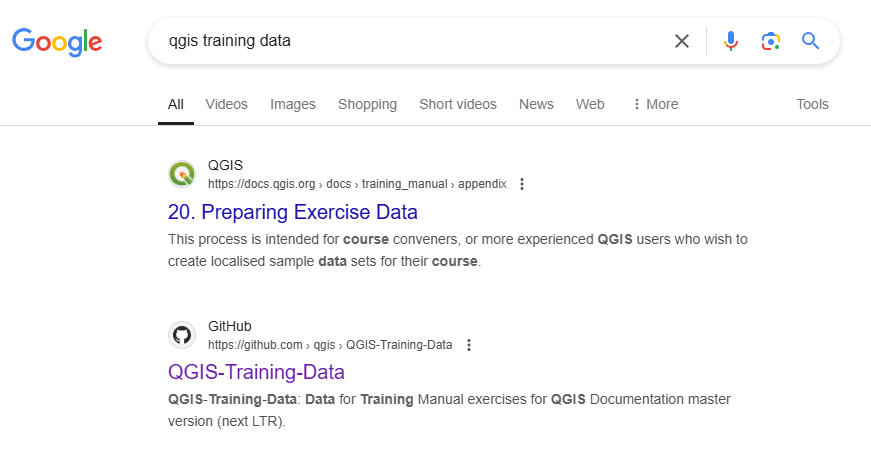 Google
qgis training data
All Videos Images Shopping Short videos News Web More Tools
QGIS
https://docs.qgis.org › docs › training_manual › appendix
20. Preparing Exercise Data
This process is intended for course conveners, or more experienced QGIS users who wish to
create localised sample data sets for their course.
GitHub
https://github.com › qgis › QGIS-Training-Data
QGIS-Training-Data
QGIS-Training-Data: Data for Training Manual exercises for QGIS Documentation master
version (next LTR).